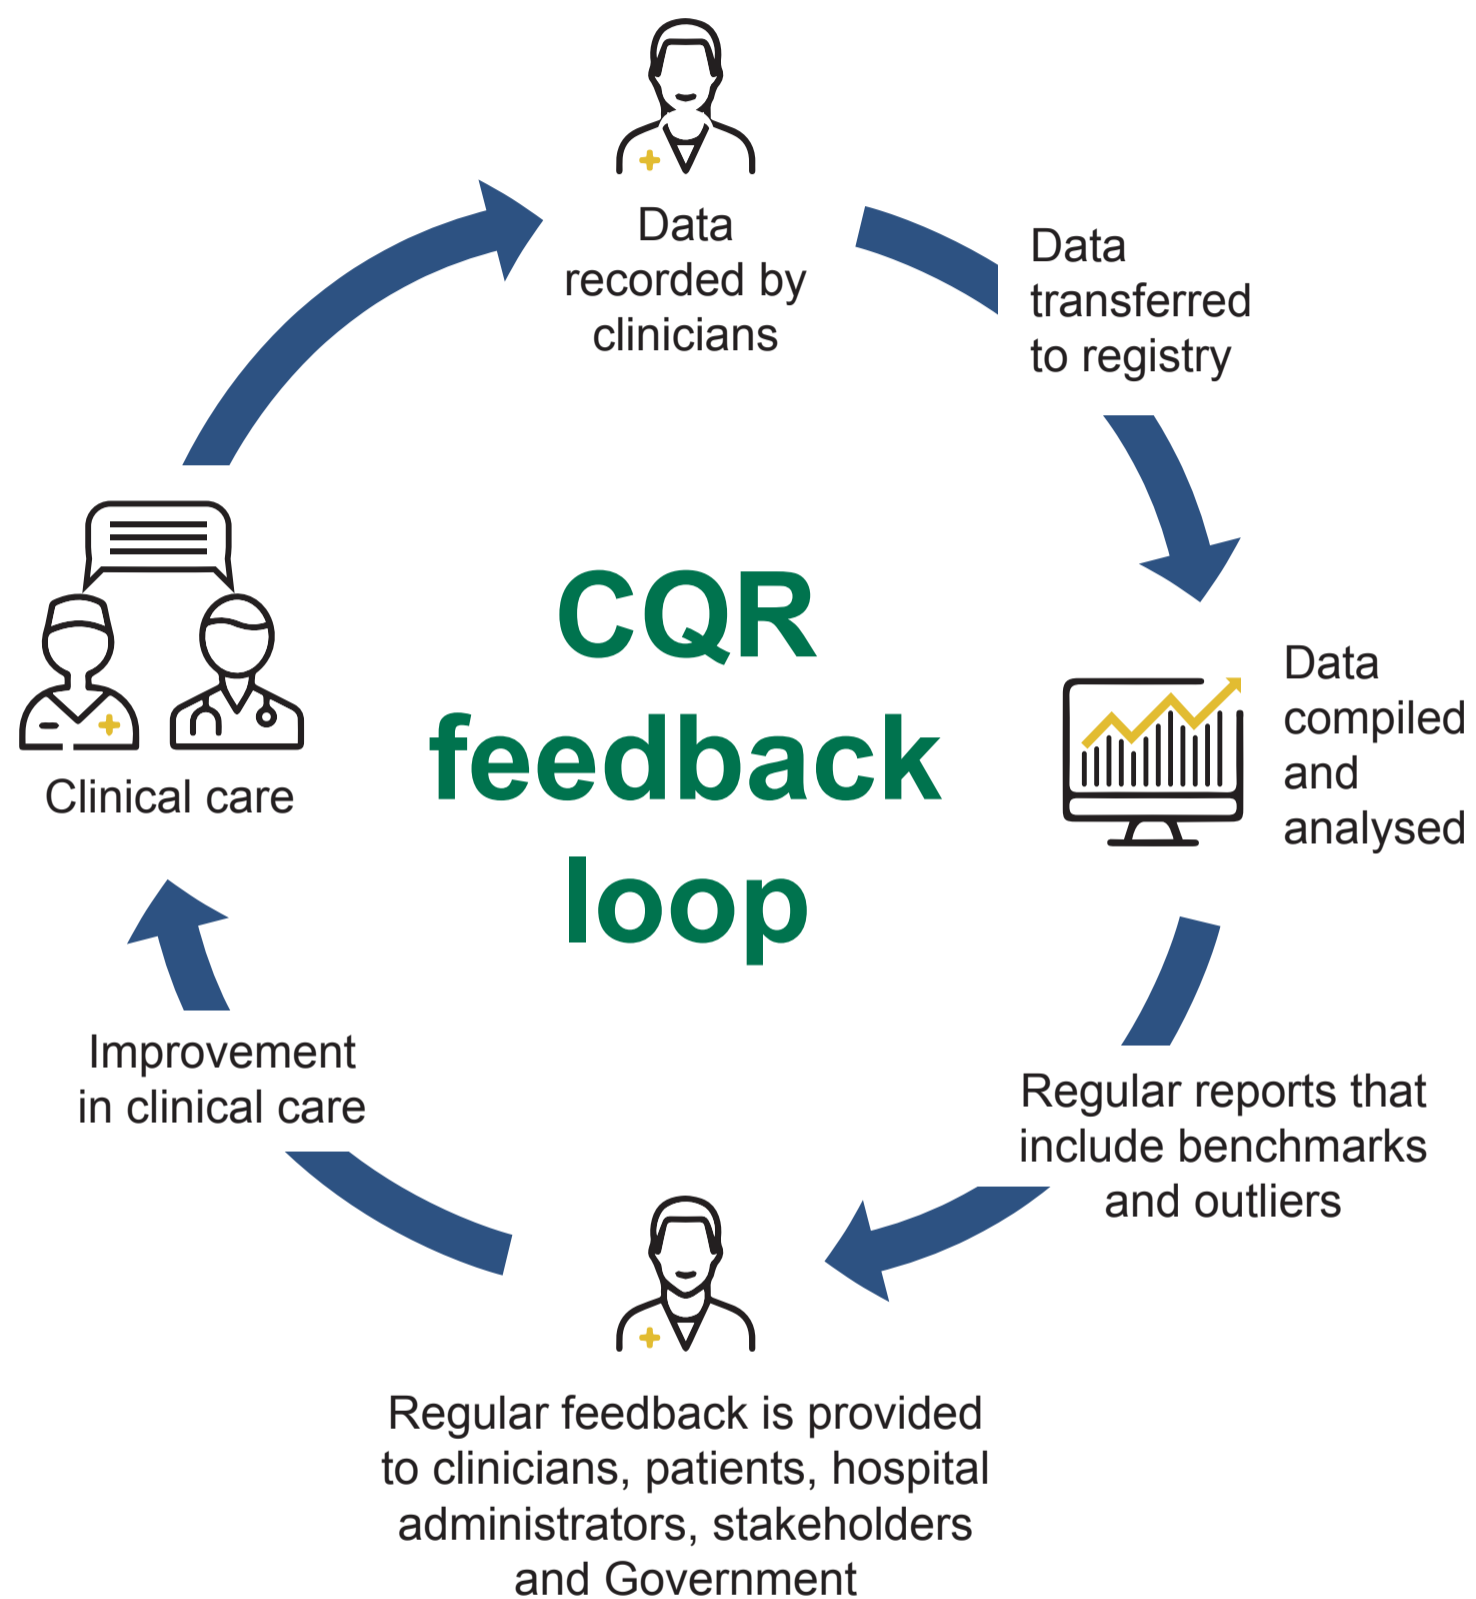 Data
recorded by
clinicians
Data
transferred
to registry
Data
compiled
and
analysed
Regular reports that
include benchmarks
and outliers
Regular feedback is provided
to clinicians, patients, hospital
administrators, stakeholders
and Government
Improvement
in clinical care
Clinical care
CQR
feedback
loop